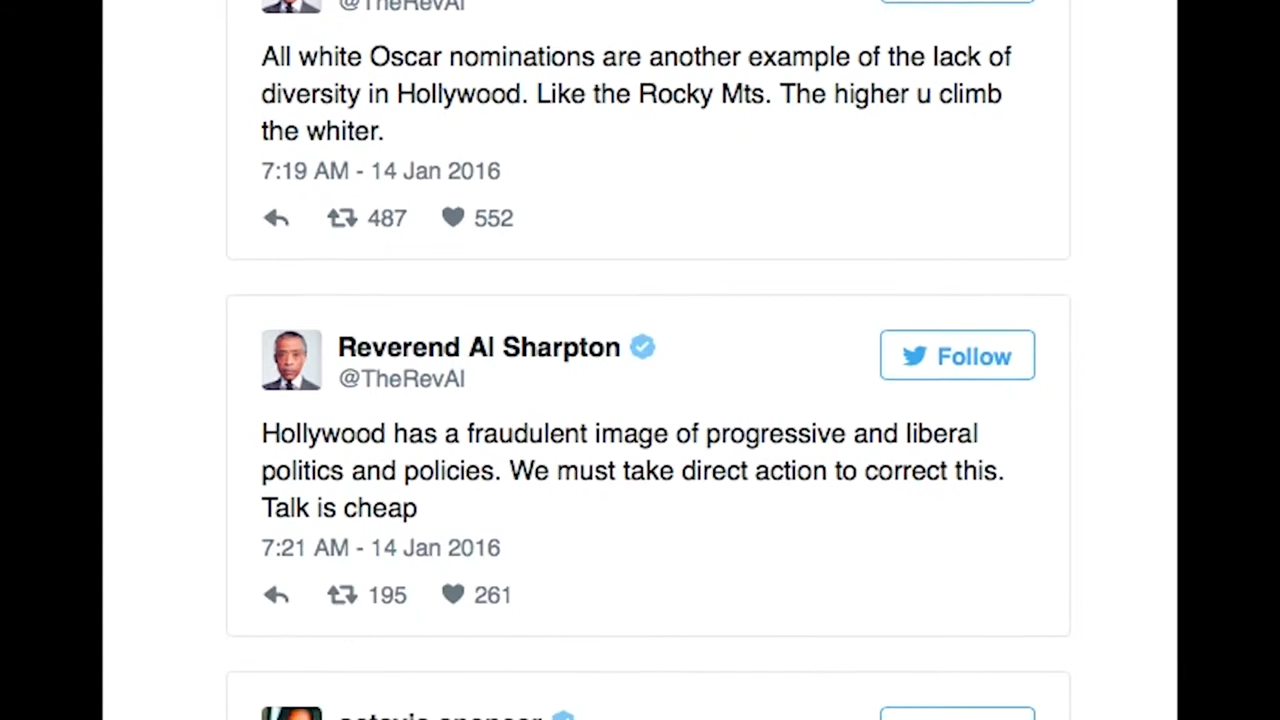 @TheRevAl
All white Oscar nominations are another example of the lack of
diversity in Hollywood. Like the Rocky Mts. The higher u climb
the whiter.
7:19 AM - 14 Jan 2016
487 552
Reverend Al Sharpton
@TheRevAl
Follow
Hollywood has a fraudulent image of progressive and liberal
politics and policies. We must take direct action to correct this.
Talk is cheap
7:21 AM - 14 Jan 2016
195 261
octavia spencer